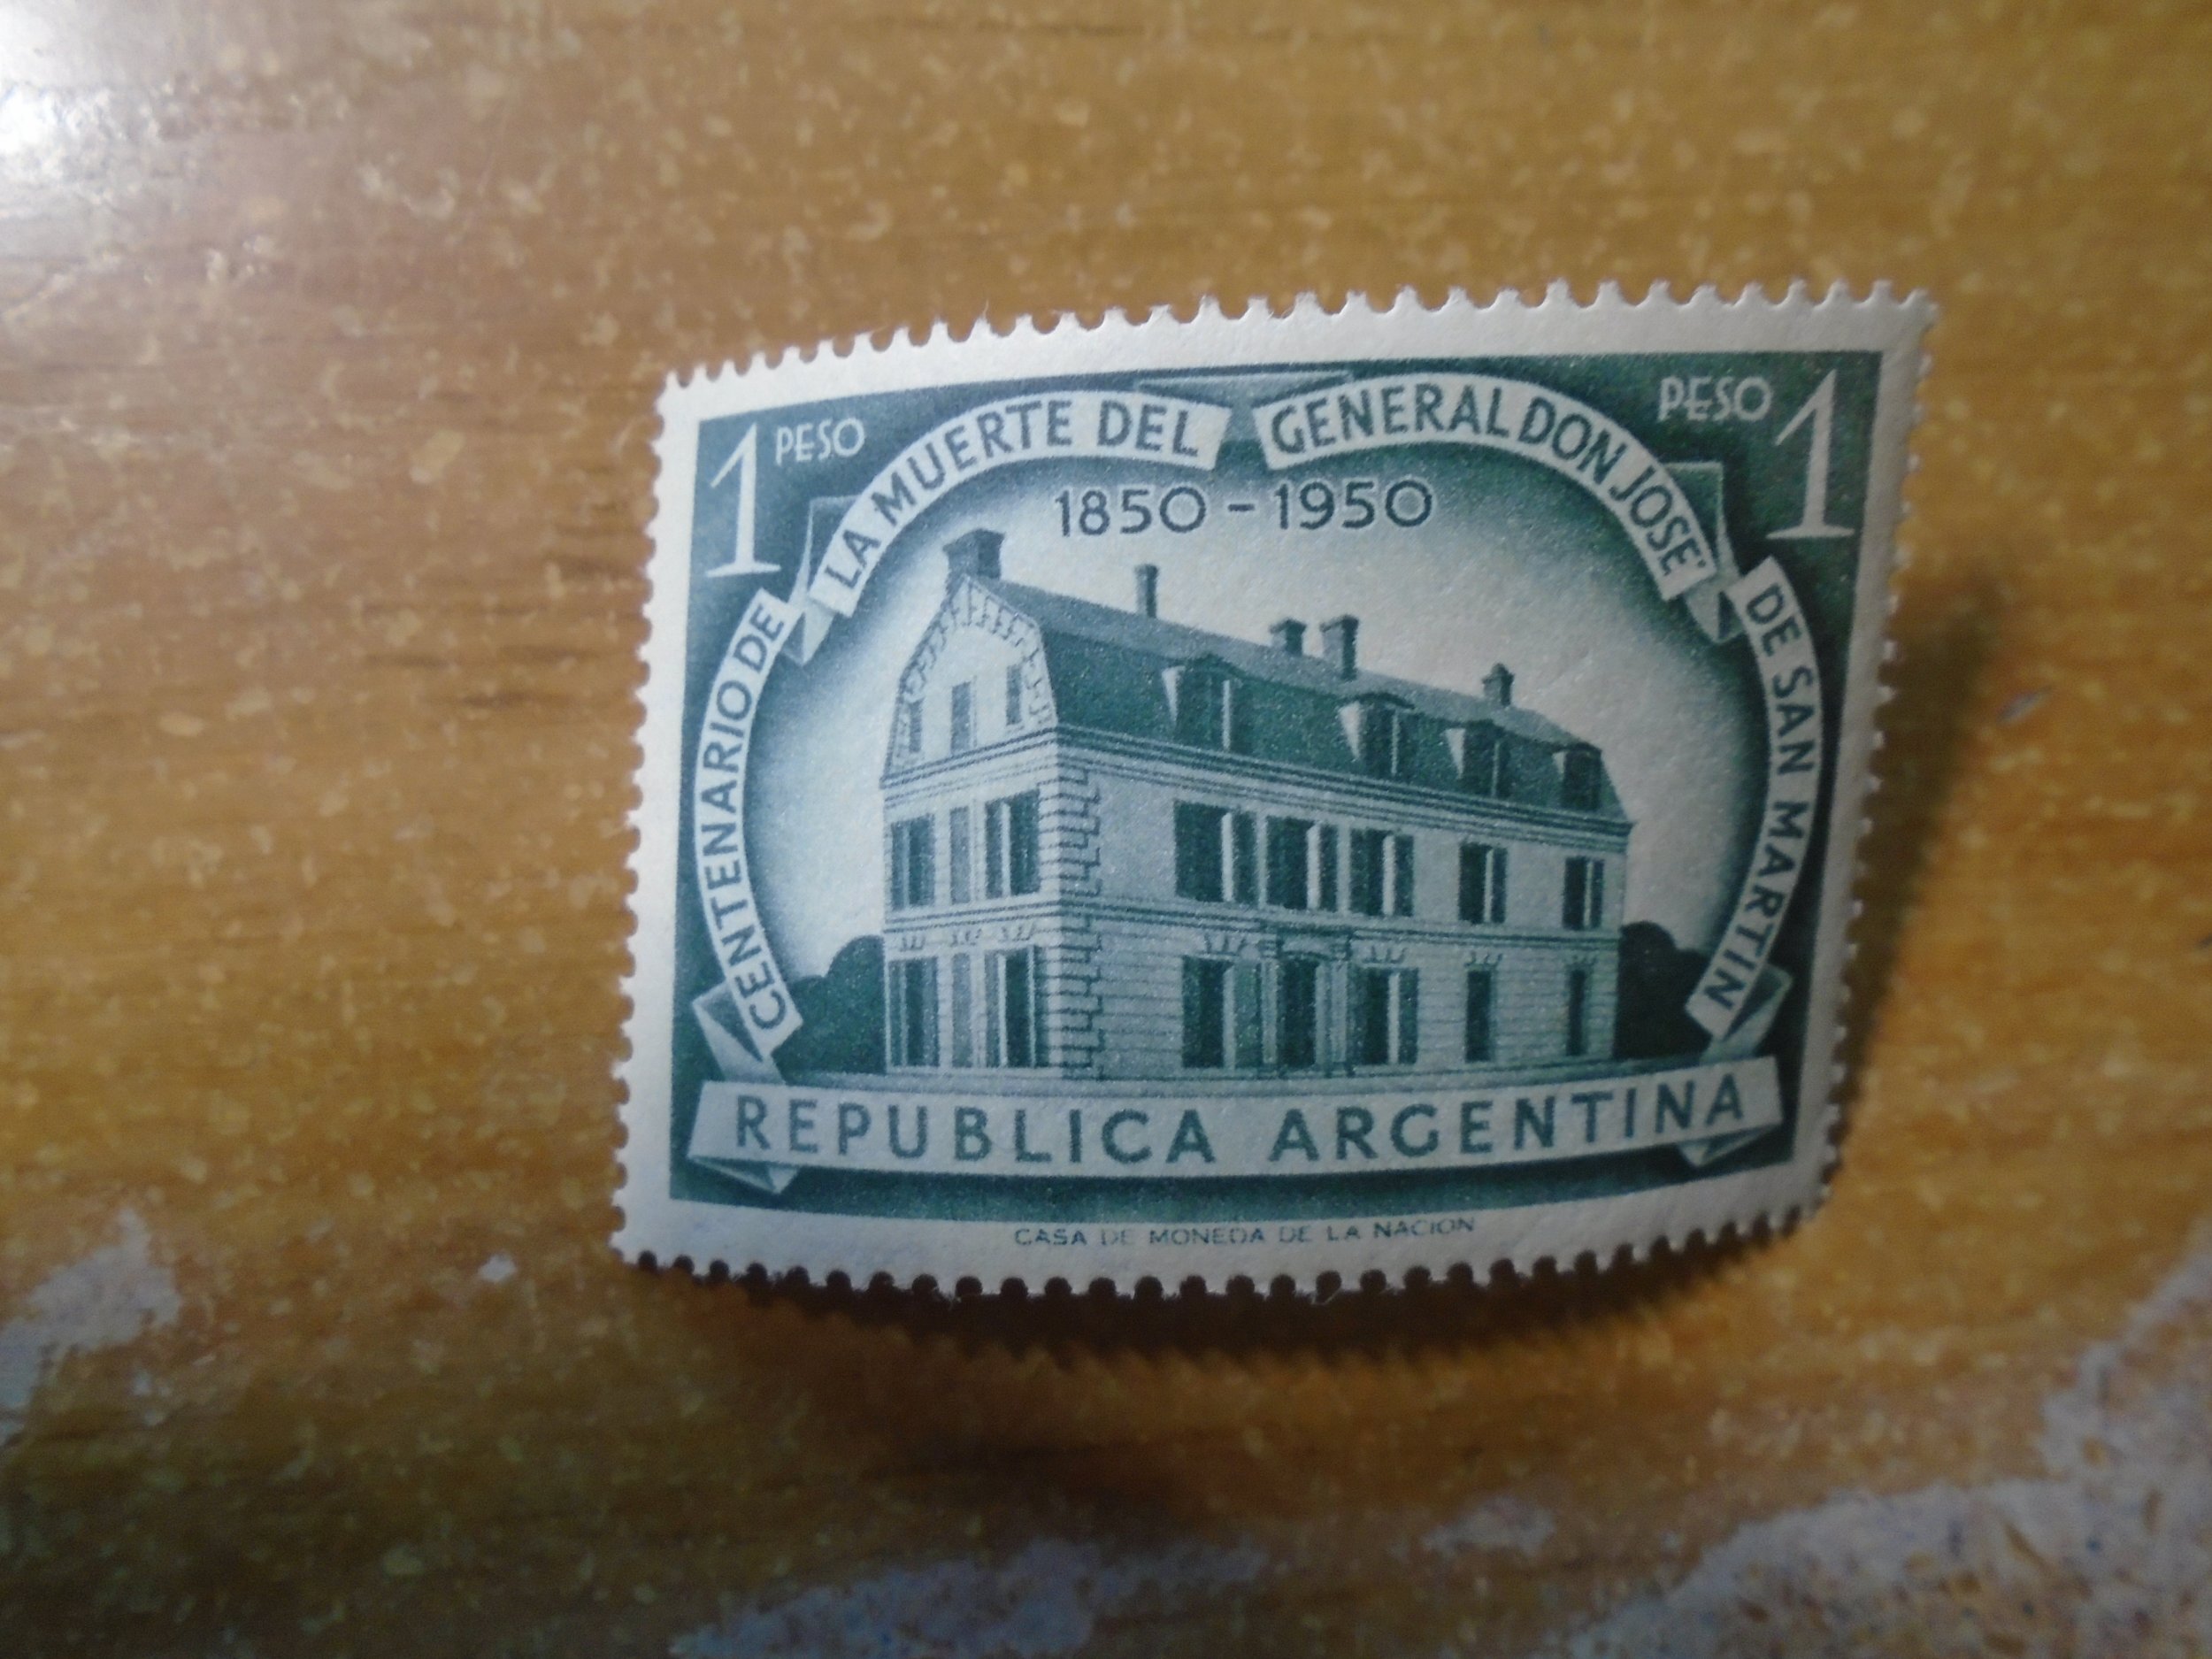 1 PESO
PESO 1
CENTENARIO DE LA MUERTE DEL GENERAL DON JOSE DE SAN MARTIN
1850-1950
REPUBLICA ARGENTINA
CASA DE MONEDA DE LA NACION